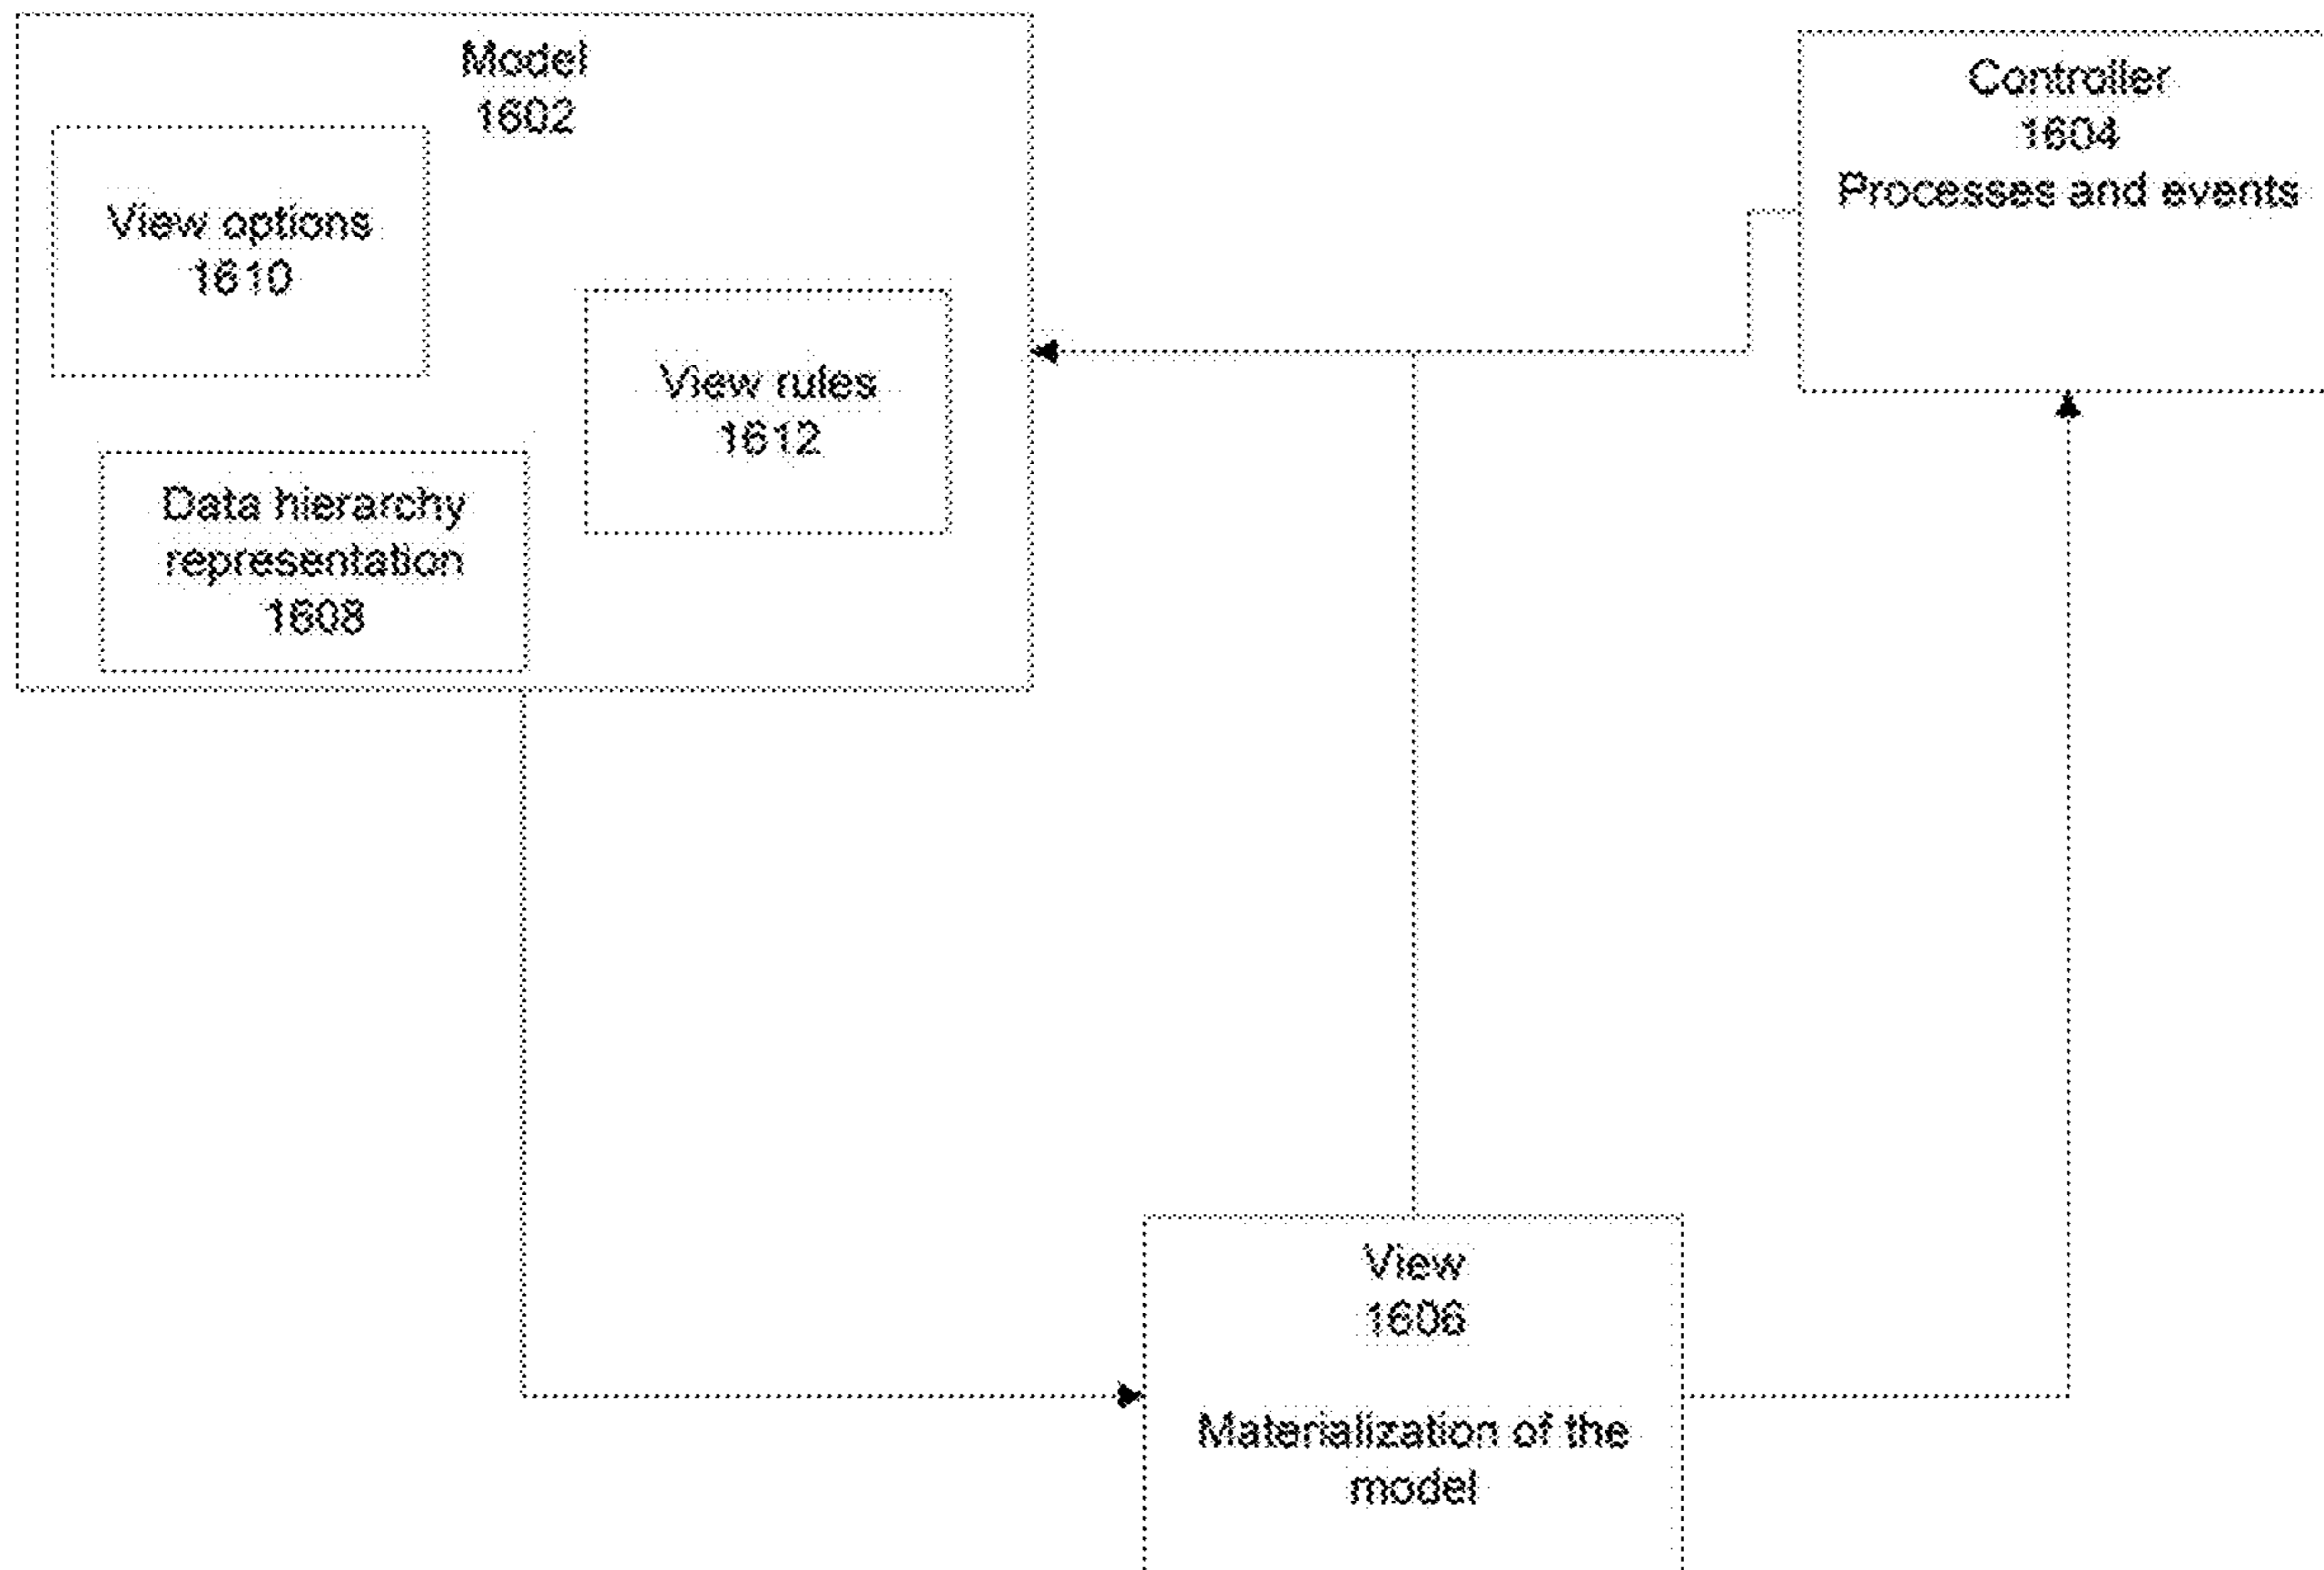 Model
1602
View options
1610
View rules
1612
Data hierarchy
representation
1608
Controller
1604
Processes and events
View
1606
Materialization of the
model